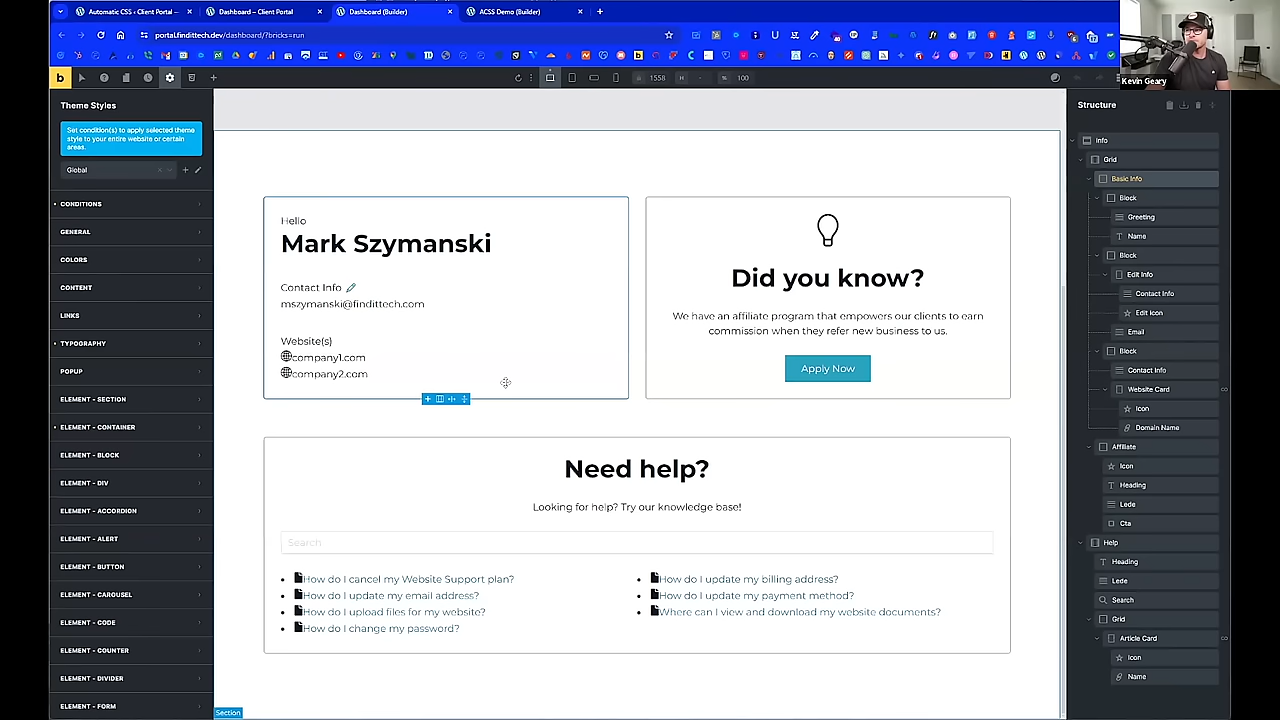 Automatic CSS ‹ Client Portal —
Dashboard – Client Portal
Dashboard (Builder)
ACSS Demo (Builder)
portal.findittech.dev/dashboard/?bricks=run
Kevin Geary
b
1558
H
-
%
100
Theme Styles
Set condition(s) to apply selected theme
style to your entire website or certain
areas.
Global
CONDITIONS
GENERAL
COLORS
CONTENT
LINKS
TYPOGRAPHY
POPUP
ELEMENT - SECTION
ELEMENT - CONTAINER
ELEMENT - BLOCK
ELEMENT - DIV
ELEMENT - ACCORDION
ELEMENT - ALERT
ELEMENT - BUTTON
ELEMENT - CAROUSEL
ELEMENT - CODE
ELEMENT - COUNTER
ELEMENT - DIVIDER
ELEMENT - FORM
Hello
Mark Szymanski
Contact Info
mszymanski@findittech.com
Website(s)
company1.com
company2.com
Did you know?
We have an affiliate program that empowers our clients to earn
commission when they refer new business to us.
Apply Now
Need help?
Looking for help? Try our knowledge base!
Search
How do I cancel my Website Support plan?
How do I update my email address?
How do I upload files for my website?
How do I change my password?
How do I update my billing address?
How do I update my payment method?
Where can I view and download my website documents?
Section
Structure
Info
Grid
Basic Info
Block
Greeting
Name
Block
Edit Info
Contact Info
Edit Icon
Email
Block
Contact Info
Website Card
Icon
Domain Name
Affiliate
Icon
Heading
Lede
Cta
Help
Heading
Lede
Search
Grid
Article Card
Icon
Name